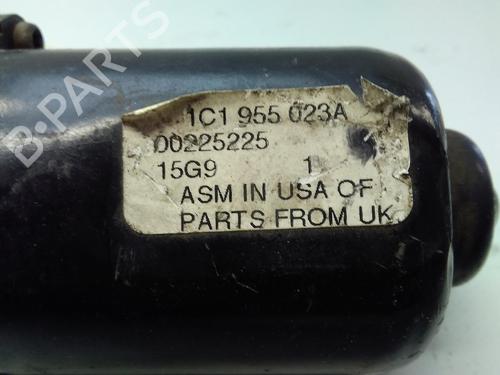 1C1 955 023A
00225225
15G9 1
ASM IN USA OF
PARTS FROM UK
B-PARTS